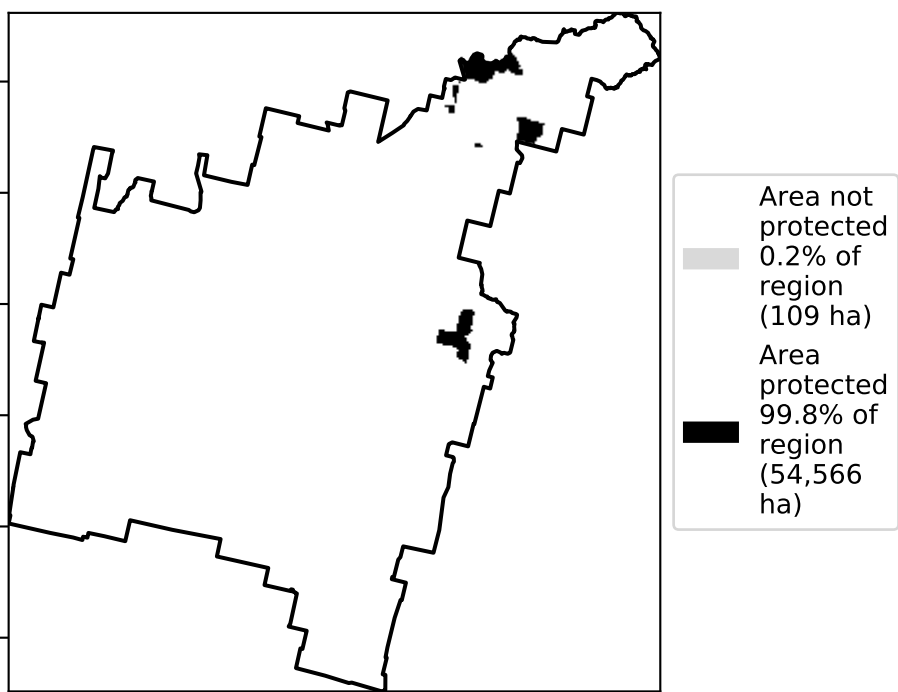 Area not
protected
0.2% of
region
(109 ha)
Area
protected
99.8% of
region
(54,566
ha)